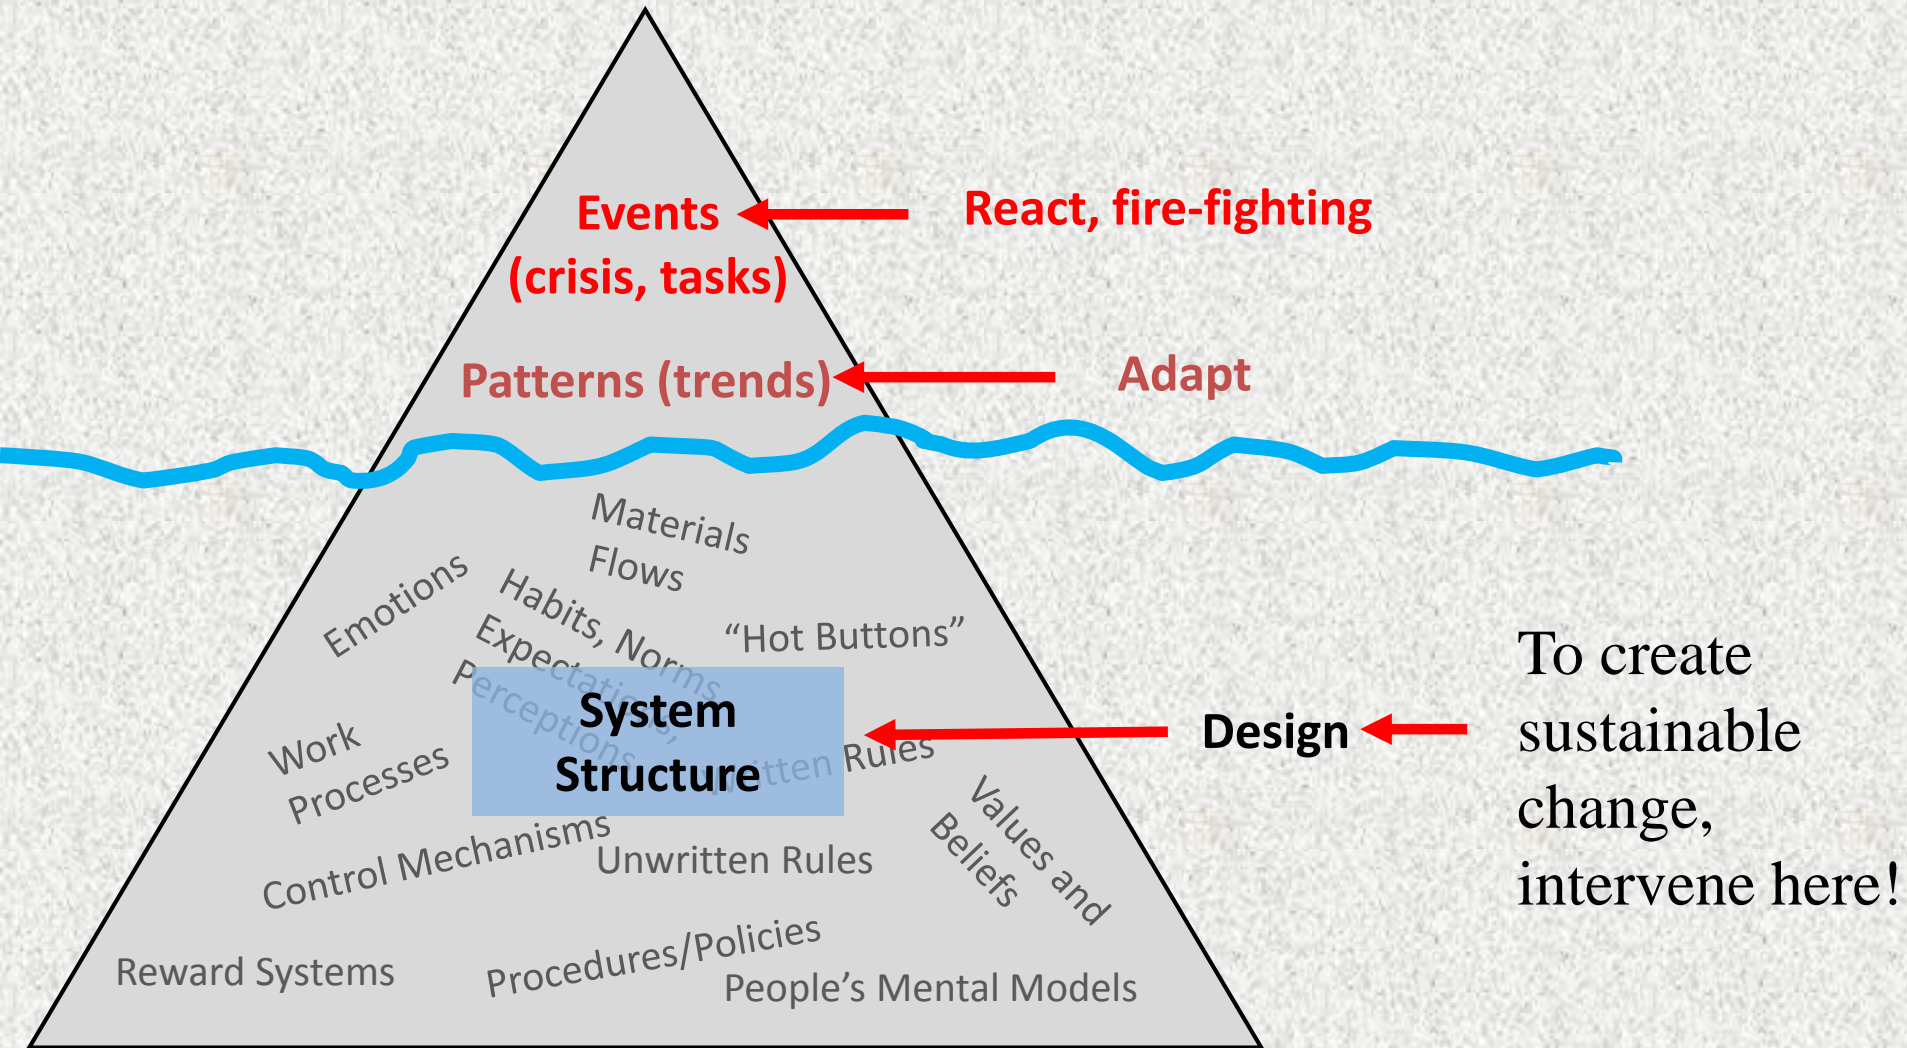 Events
(crisis, tasks)
React, fire-fighting
Patterns (trends)
Adapt
Materials
Flows
Emotions
Habits, Norms
Expectations,
Perceptions
“Hot Buttons”
System
Structure
Design
To create
sustainable
change,
intervene here!
Work
Processes
Written Rules
Values and
Beliefs
Control Mechanisms
Unwritten Rules
Reward Systems
Procedures/Policies
People’s Mental Models